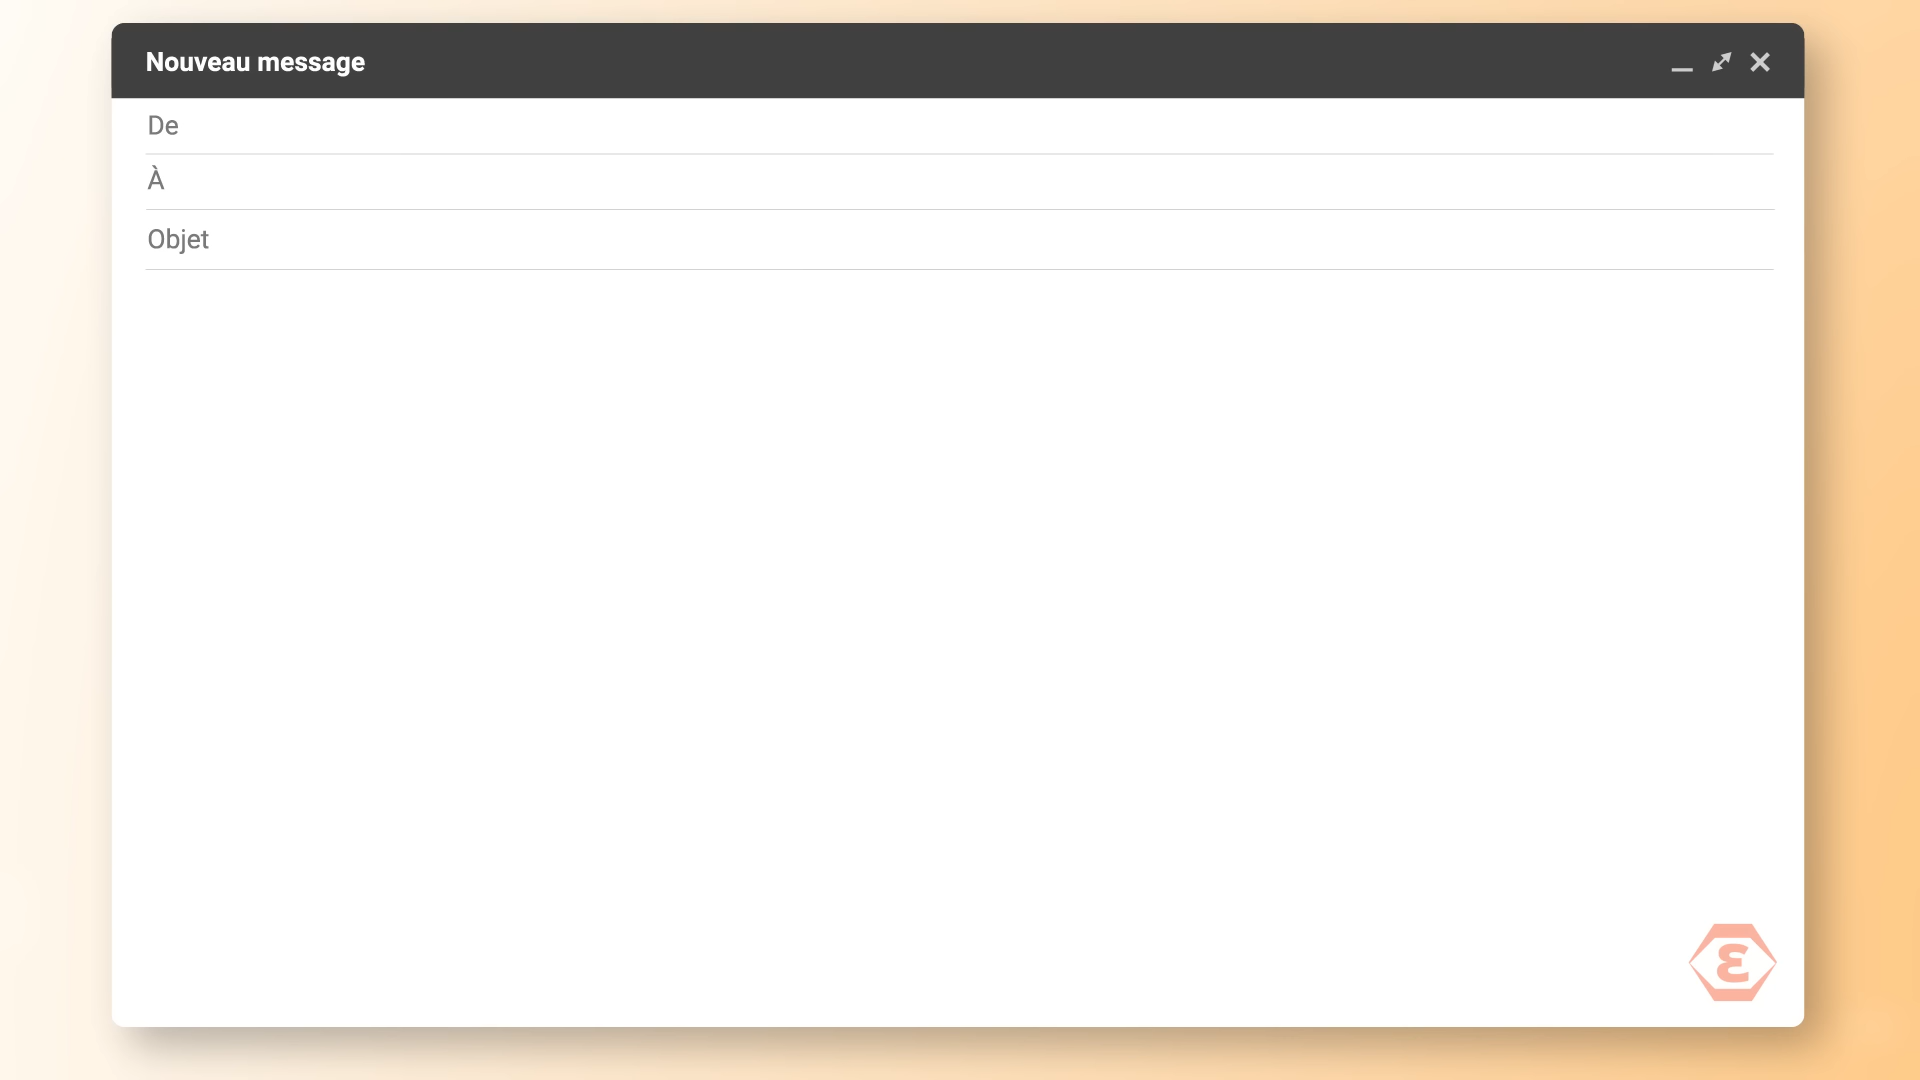 Nouveau message
De
À
Objet
ε